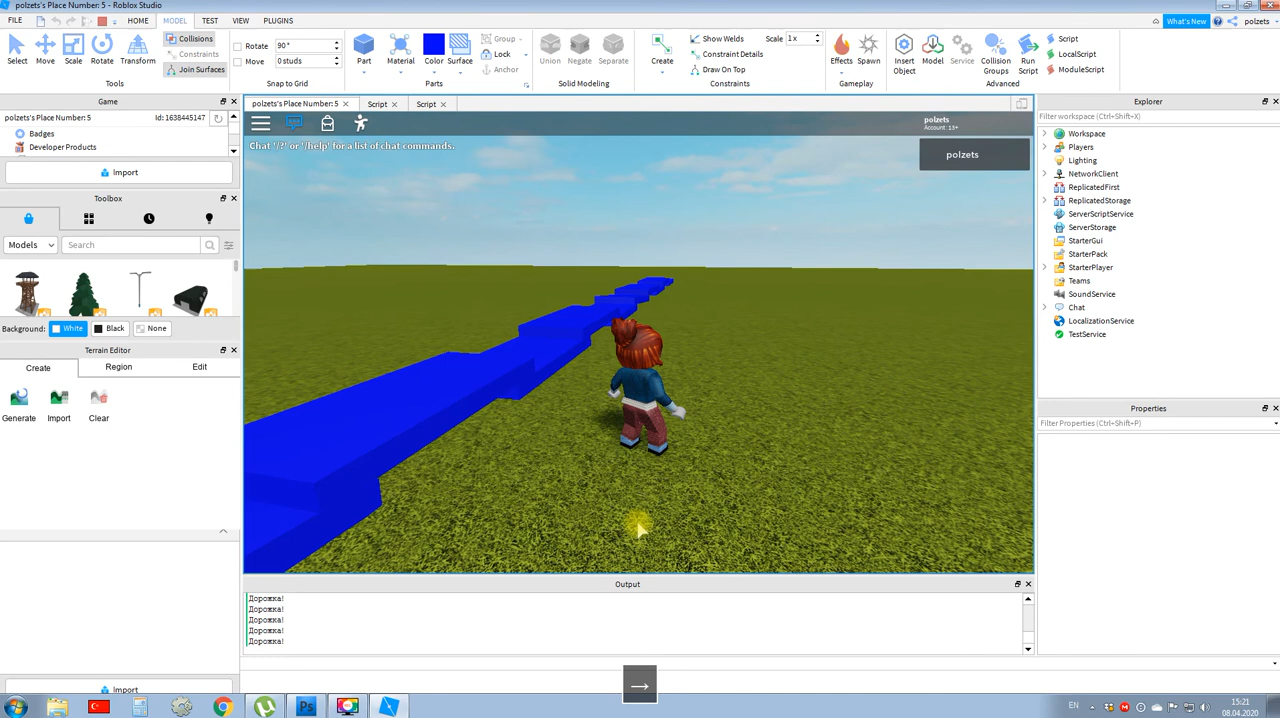 polzets's Place Number: 5 - Roblox Studio
FILE HOME MODEL TEST VIEW PLUGINS What's New polzets
Select Move Scale Rotate Transform
Collisions
Constraints
Join Surfaces
Tools
Rotate 90°
Move 0 studs
Snap to Grid
Part Material Color Surface
Group
Lock
Anchor
Parts
Union Negate Separate
Solid Modeling
Create
Show Welds
Constraint Details
Draw On Top
Scale 1 x
Constraints
Effects Spawn
Gameplay
Insert Object
Model
Service
Collision Groups
Run Script
Script
LocalScript
ModuleScript
Advanced
Game
polzets's Place Number: 5 Id: 1638445147
Badges
Developer Products
Import
Toolbox
Models Search
Background: White Black None
Terrain Editor
Create Region Edit
Generate Import Clear
Import
polzets's Place Number: 5 Script Script
polzets
Account: 13+
Chat '/?' or '/help' for a list of chat commands.
polzets
Output
Дорожка!
Дорожка!
Дорожка!
Дорожка!
Дорожка!
→
Explorer
Filter workspace (Ctrl+Shift+X)
Workspace
Players
Lighting
NetworkClient
ReplicatedFirst
ReplicatedStorage
ServerScriptService
ServerStorage
StarterGui
StarterPack
StarterPlayer
Teams
SoundService
Chat
LocalizationService
TestService
Properties
Filter Properties (Ctrl+Shift+P)
EN
15:21
08.04.2020